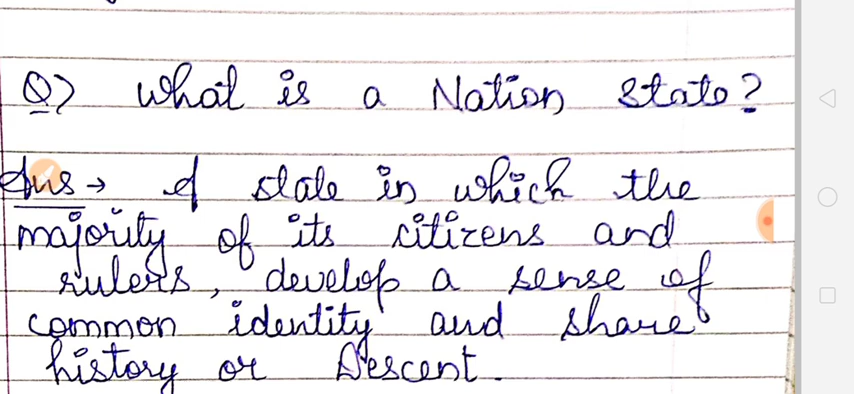 Q) What is a Nation State?
Ans → A state in which the
majority of its citizens and
rulers, develop a sense of
common identity and share
history or Descent.